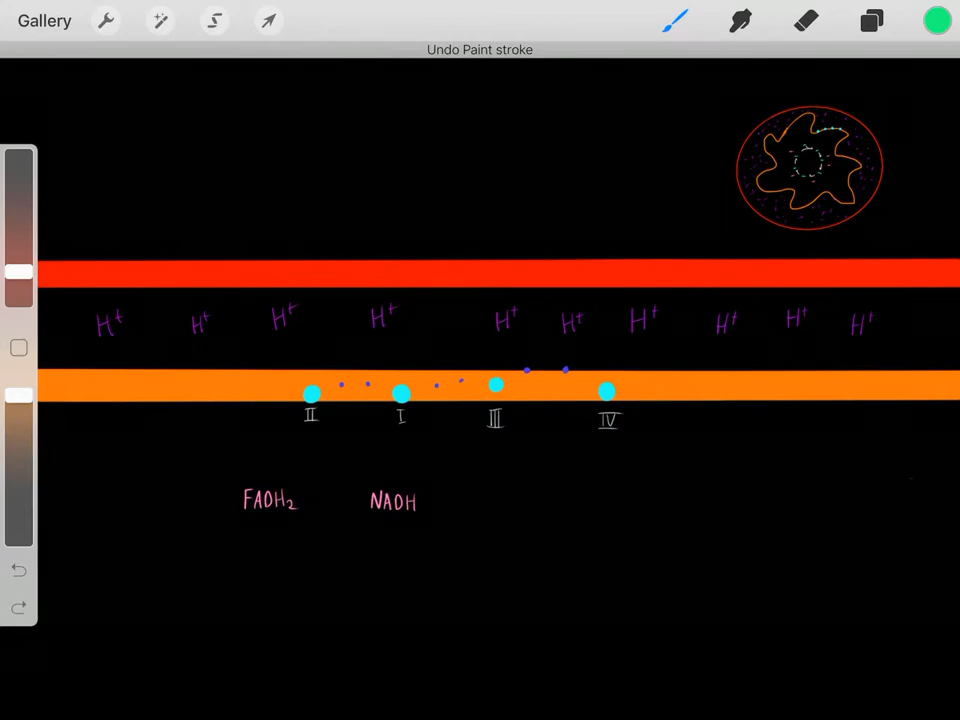 Gallery
Undo Paint stroke
H+ H+ H+ H+ H+ H+ H+ H+ H+ H+
II I III IV
FADH₂ NADH